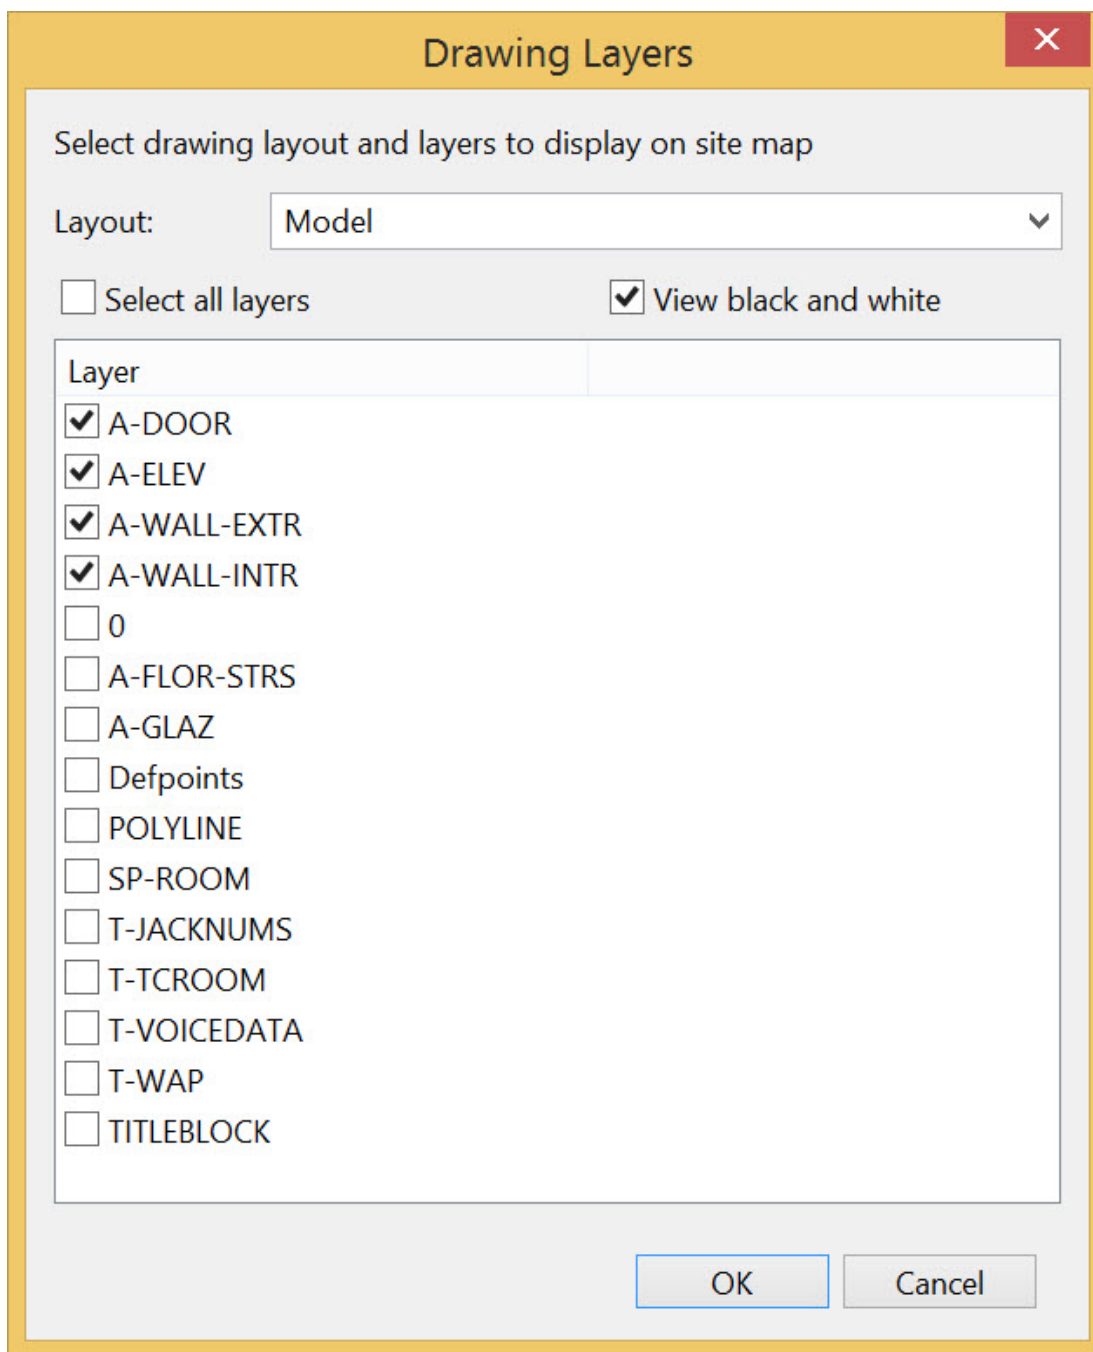 Drawing Layers
Select drawing layout and layers to display on site map
Layout: Model
Select all layers View black and white
Layer
A-DOOR
A-ELEV
A-WALL-EXTR
A-WALL-INTR
0
A-FLOR-STRS
A-GLAZ
Defpoints
POLYLINE
SP-ROOM
T-JACKNUMS
T-TCROOM
T-VOICEDATA
T-WAP
TITLEBLOCK
OK Cancel